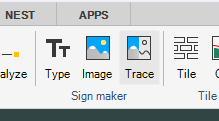 NEST APPS
alyze Type Image Trace Tile
Sign maker Tile